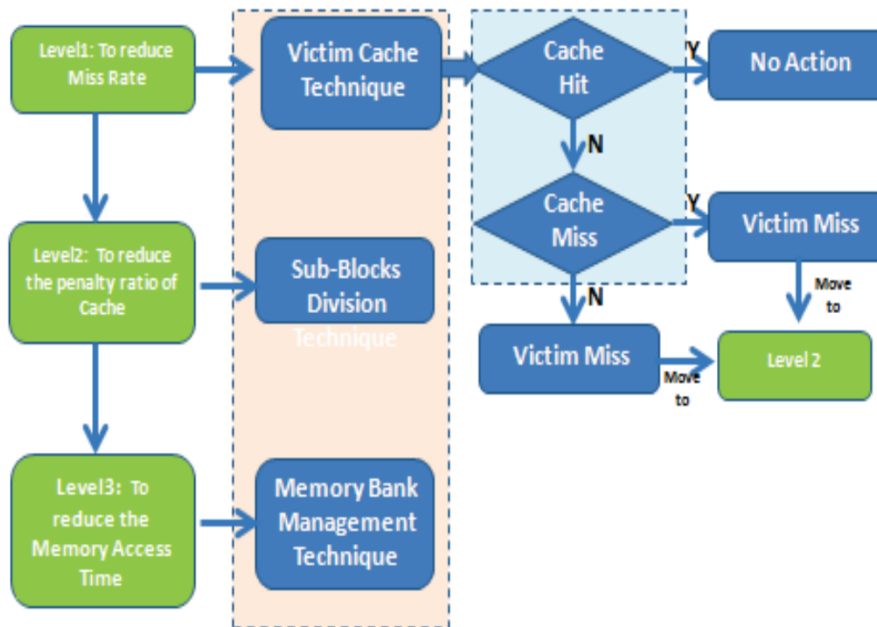 Level1: To reduce
Miss Rate
Victim Cache
Technique
Cache
Hit
Y
No Action
N
Cache
Miss
Y
Victim Miss
N
Move
to
Victim Miss
Move
to
Level 2
Level2: To reduce
the penalty ratio of
Cache
Sub-Blocks
Division
Technique
Level3: To
reduce the
Memory Access
Time
Memory Bank
Management
Technique